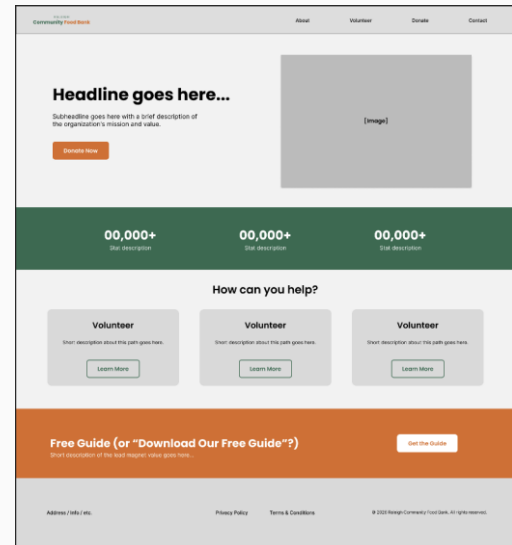 RALEIGH
Community Food Bank
About
Volunteer
Donate
Contact
Headline goes here...
Subheadline goes here with a brief description of
the organization's mission and value.
Donate Now
[Image]
00,000+
Stat description
00,000+
Stat description
00,000+
Stat description
How can you help?
Volunteer
Short description about this path goes here.
Learn More
Volunteer
Short description about this path goes here.
Learn More
Volunteer
Short description about this path goes here.
Learn More
Free Guide (or “Download Our Free Guide”?)
Short description of the lead magnet value goes here...
Get the Guide
Address / Info / etc.
Privacy Policy
Terms & Conditions
© 2025 Raleigh Community Food Bank, All rights reserved.